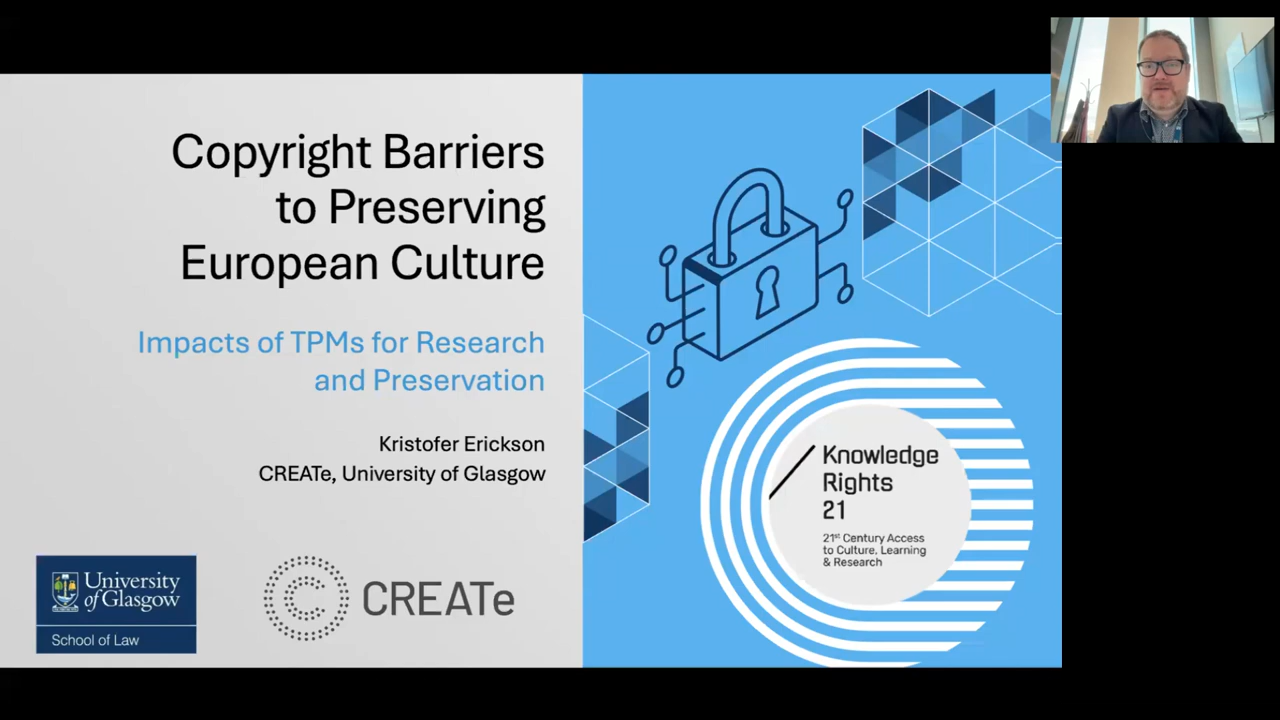 Copyright Barriers
to Preserving
European Culture
Impacts of TPMs for Research
and Preservation
Kristofer Erickson
CREATe, University of Glasgow
University
of Glasgow
School of Law
CREATe
Knowledge
Rights
21
21st Century Access
to Culture, Learning
& Research